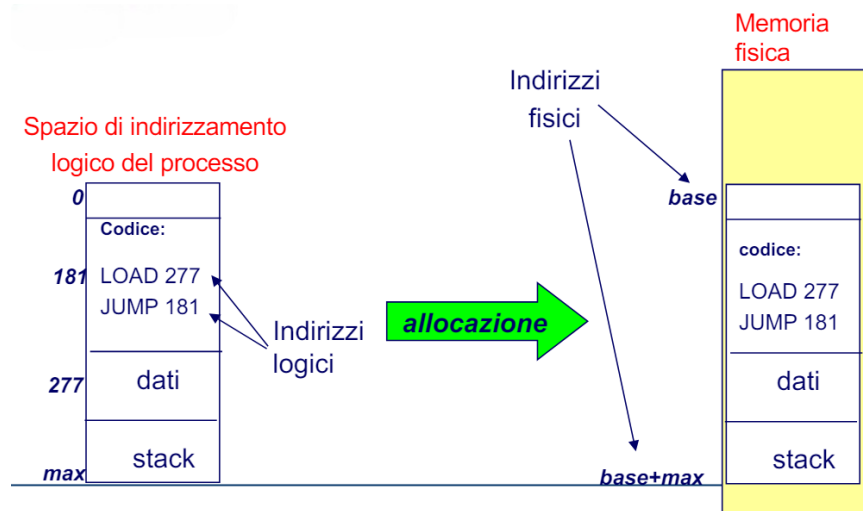 Memoria
fisica
Indirizzi
fisici
Spazio di indirizzamento
logico del processo
0
Codice:
181
LOAD 277
JUMP 181
Indirizzi
logici
277
dati
stack
max
allocazione
base
codice:
LOAD 277
JUMP 181
dati
stack
base+max